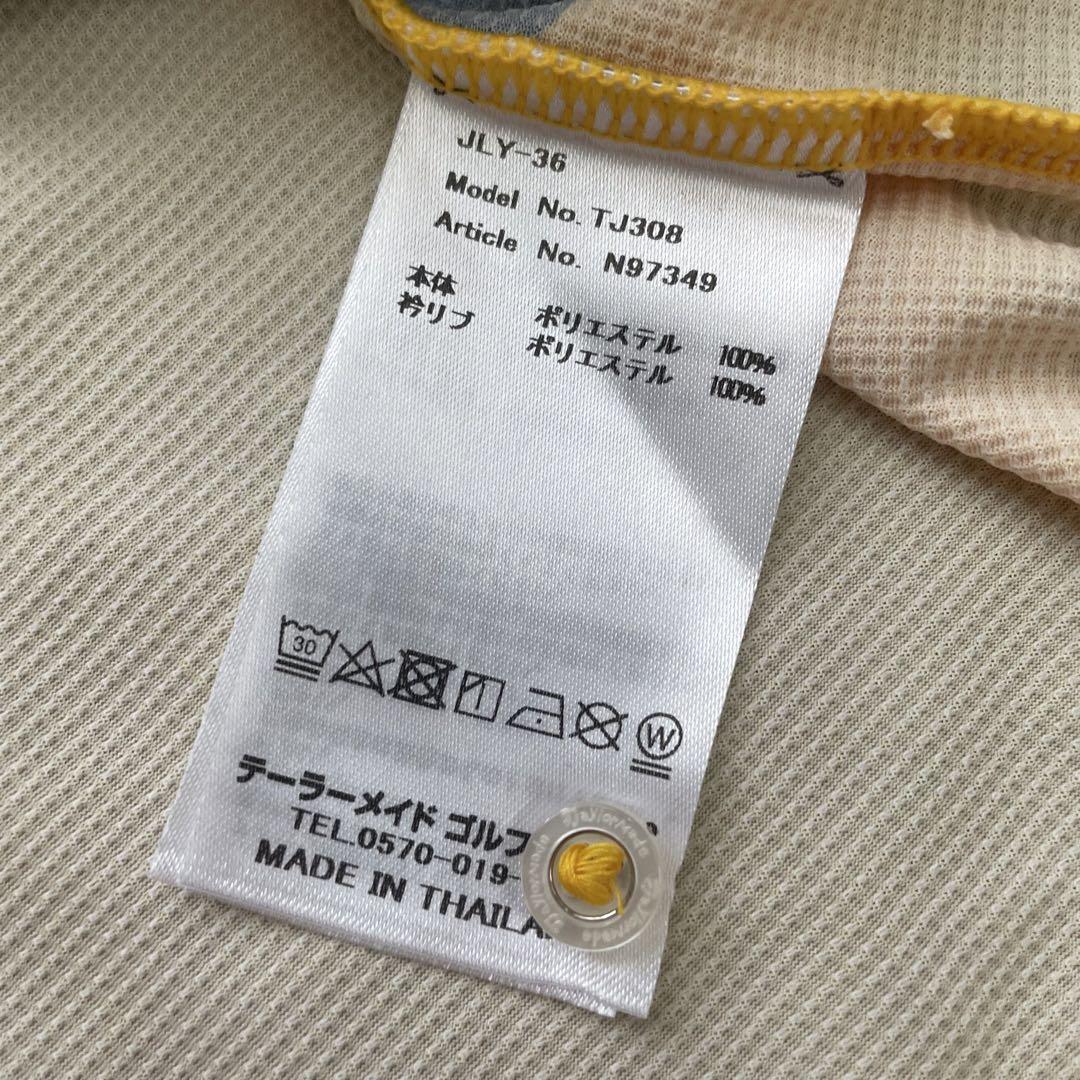 JLY-36
Model No. TJ308
Article No. N97349
本体 ポリエステル 100%
衿リブ ポリエステル 100%
30
W
テーラーメイド ゴルフ
TEL.0570-019-
MADE IN
TaylorMade